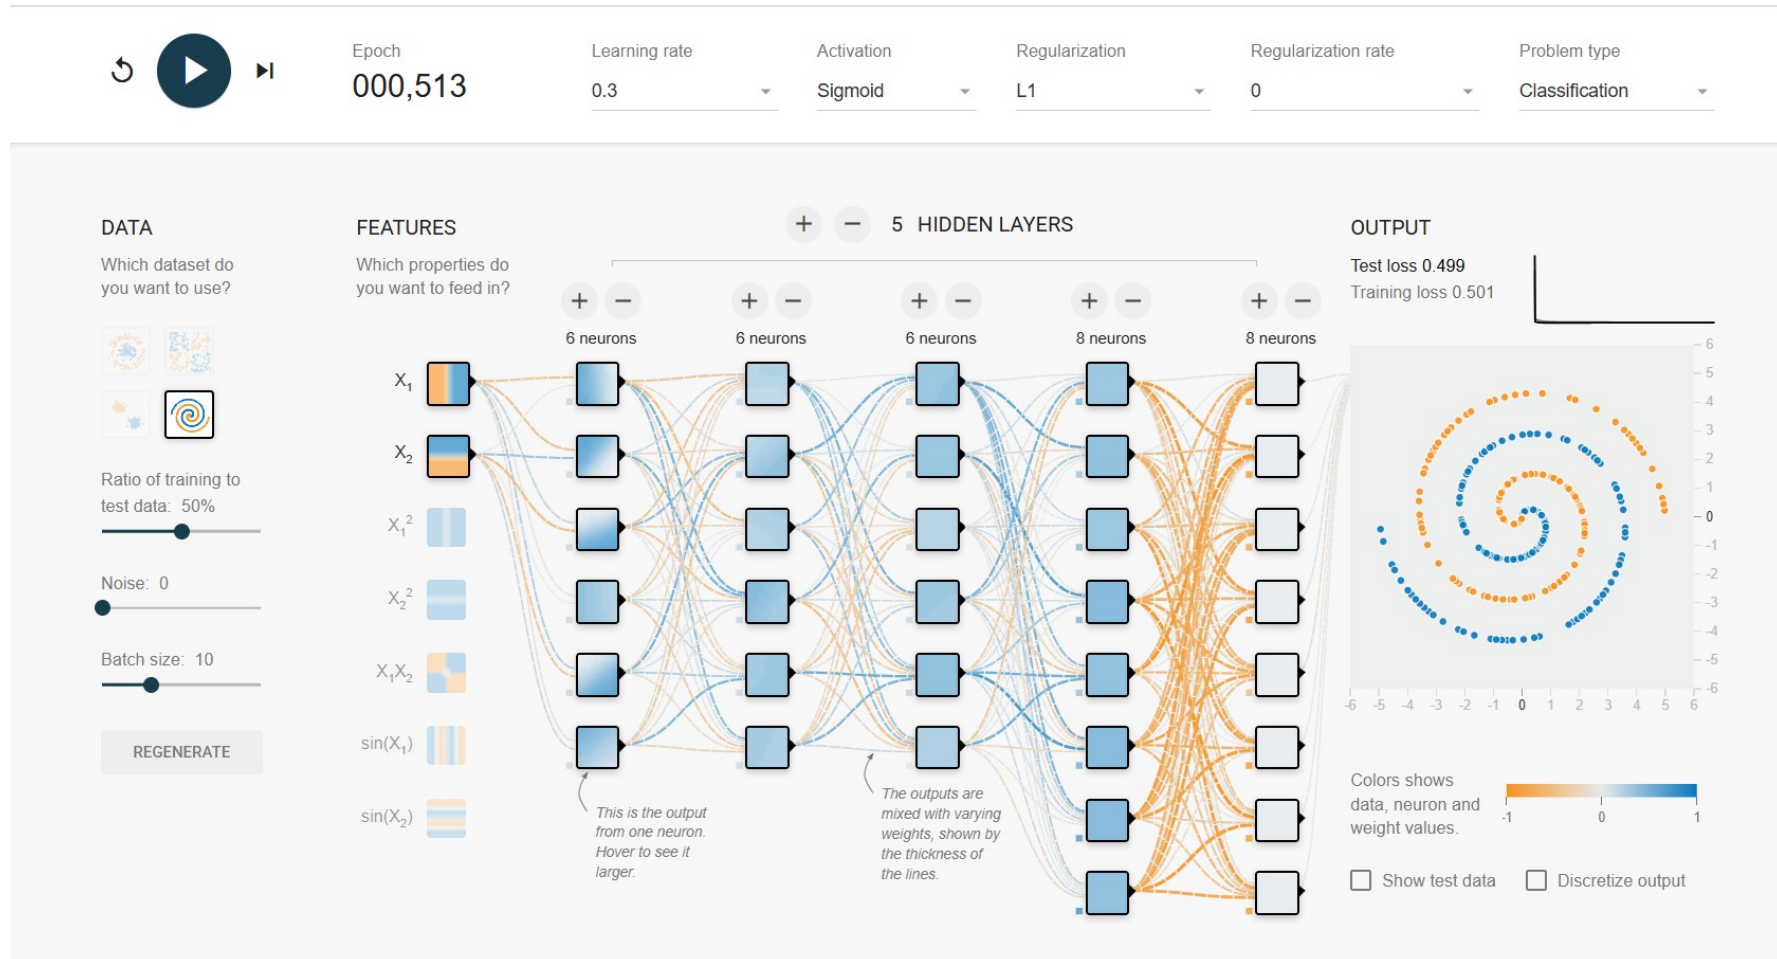 Epoch
000,513
Learning rate
0.3
Activation
Sigmoid
Regularization
L1
Regularization rate
0
Problem type
Classification
DATA
Which dataset do
you want to use?
Ratio of training to
test data: 50%
Noise: 0
Batch size: 10
REGENERATE
FEATURES
Which properties do
you want to feed in?
X₁
X₂
X₁²
X₂²
X₁X₂
sin(X₁)
sin(X₂)
+ − 5 HIDDEN LAYERS
+ − + − + − + − + −
6 neurons
6 neurons
6 neurons
8 neurons
8 neurons
This is the output
from one neuron.
Hover to see it
larger.
The outputs are
mixed with varying
weights, shown by
the thickness of
the lines.
OUTPUT
Test loss 0.499
Training loss 0.501
6
5
4
3
2
1
0
-1
-2
-3
-4
-5
-6
-6 -5 -4 -3 -2 -1 0 1 2 3 4 5 6
Colors shows
data, neuron and
weight values.
-1 0 1
Show test data
Discretize output